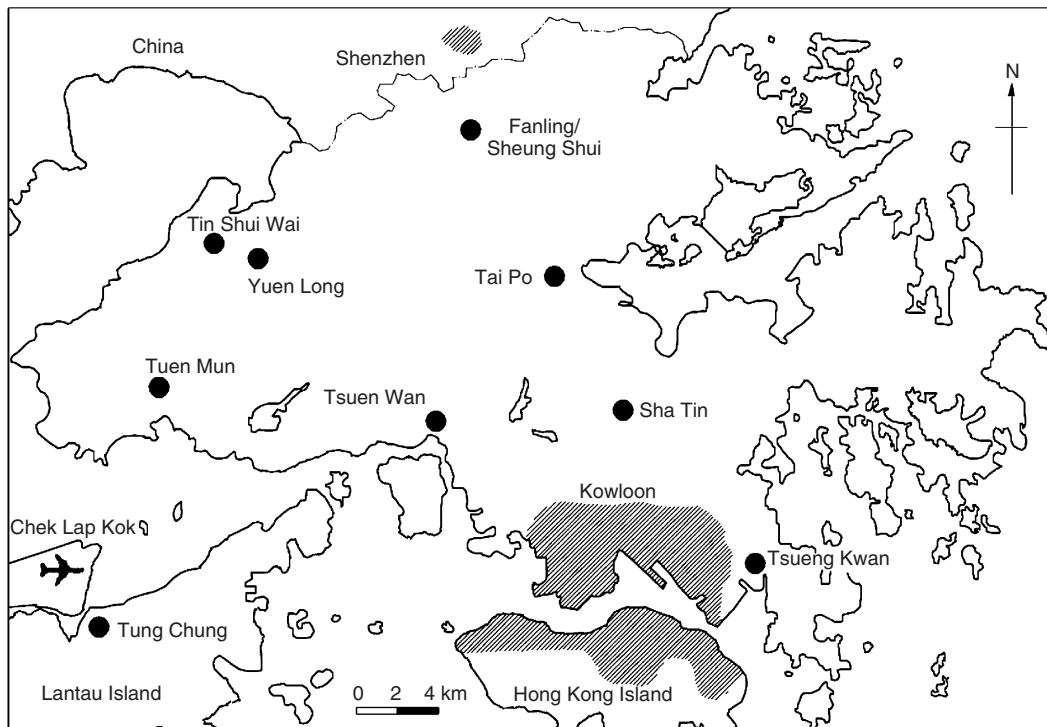 China
Shenzhen
N
Fanling/
Sheung Shui
Tin Shui Wai
Yuen Long
Tai Po
Tuen Mun
Tsuen Wan
Sha Tin
Kowloon
Chek Lap Kok
Tsueng Kwan
Tung Chung
Lantau Island
0 2 4 km
Hong Kong Island